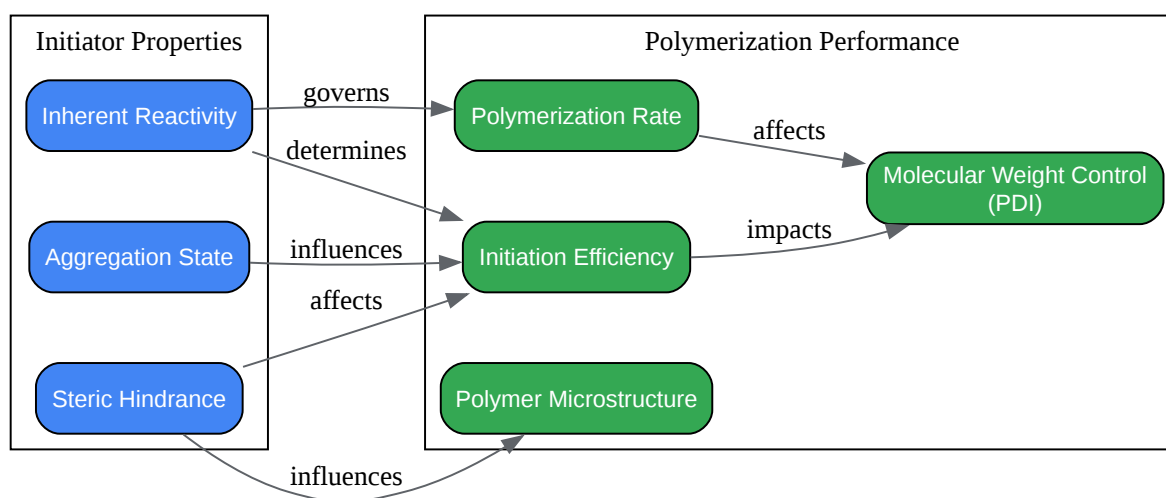 Initiator Properties
Polymerization Performance
Inherent Reactivity
governs
Polymerization Rate
affects
determines
Molecular Weight Control
(PDI)
Aggregation State
influences
Initiation Efficiency
impacts
affects
Steric Hindrance
Polymer Microstructure
influences